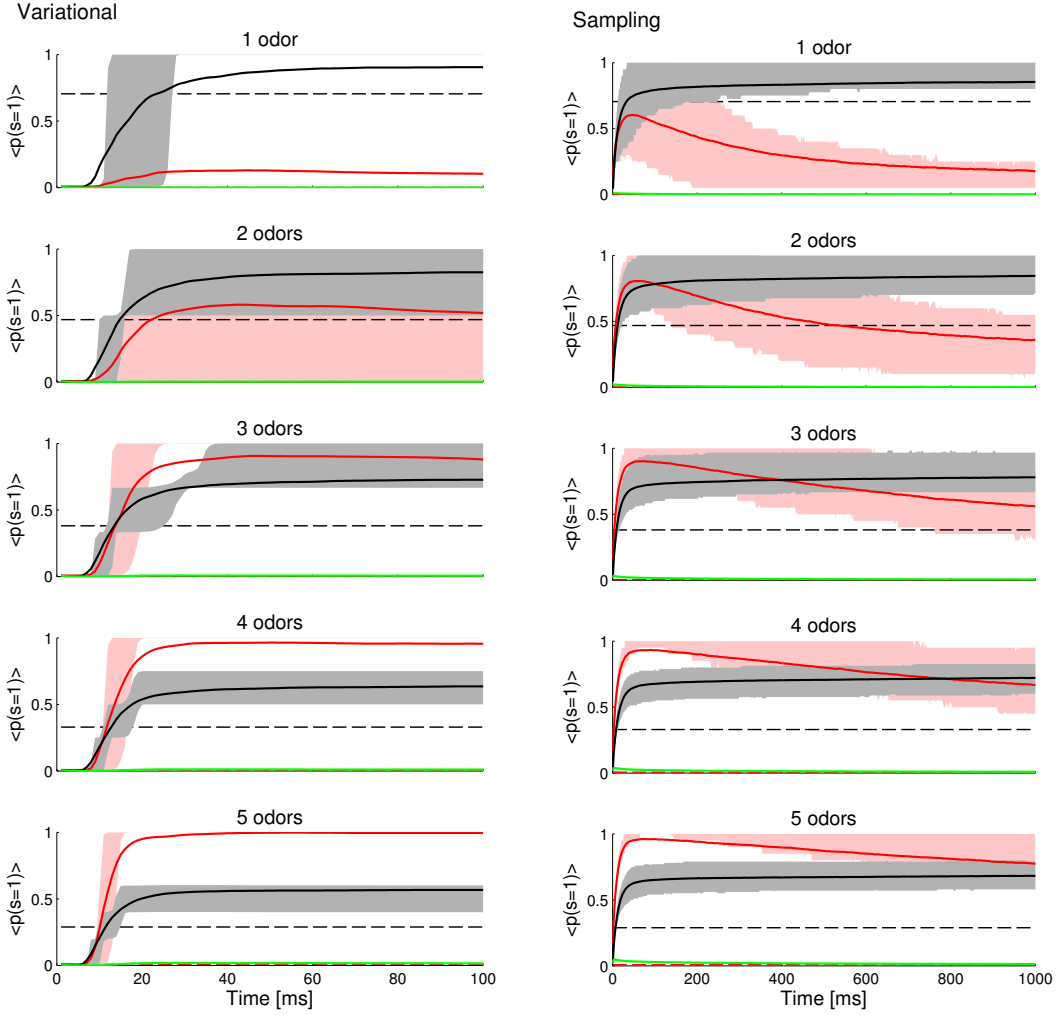 Variational
1 odor
1
0.5
0
<p(s=1)>
2 odors
1
0.5
0
<p(s=1)>
3 odors
1
0.5
0
<p(s=1)>
4 odors
1
0.5
0
<p(s=1)>
5 odors
1
0.5
0
<p(s=1)>
0 20 40 60 80 100
Time [ms]
Sampling
1 odor
1
0.5
0
<p(s=1)>
2 odors
1
0.5
0
<p(s=1)>
3 odors
1
0.5
0
<p(s=1)>
4 odors
1
0.5
0
<p(s=1)>
5 odors
1
0.5
0
<p(s=1)>
0 200 400 600 800 1000
Time [ms]